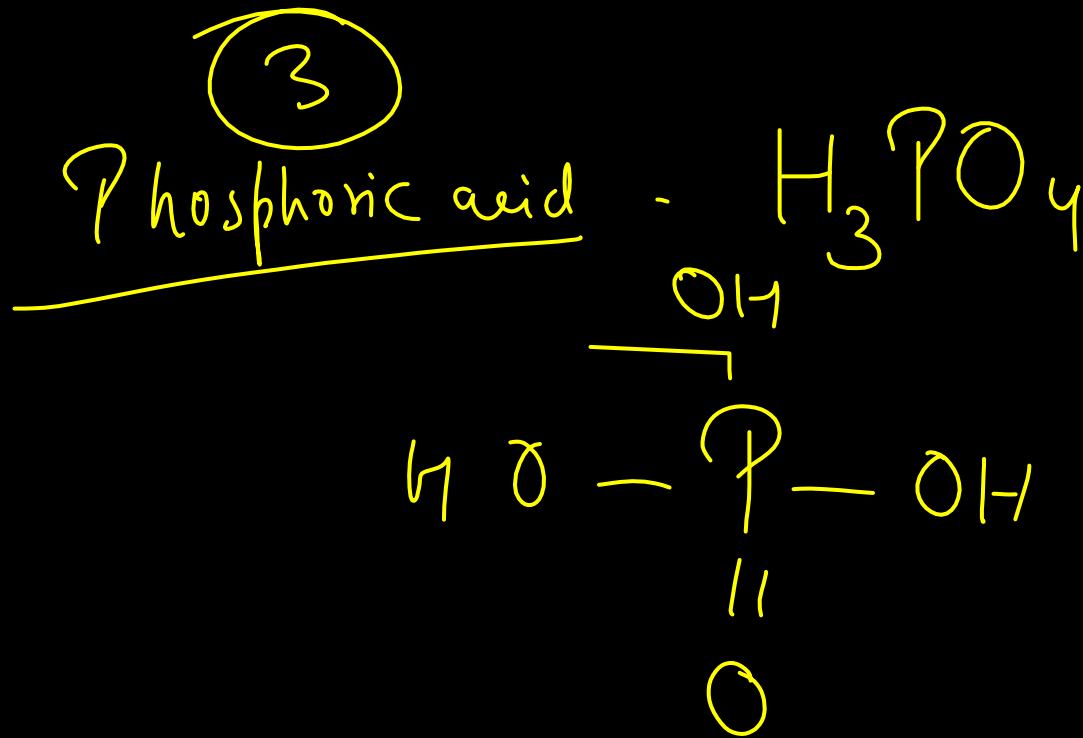 3
Phosphoric acid - H₃PO₄
OH
HO - P - OH
||
O